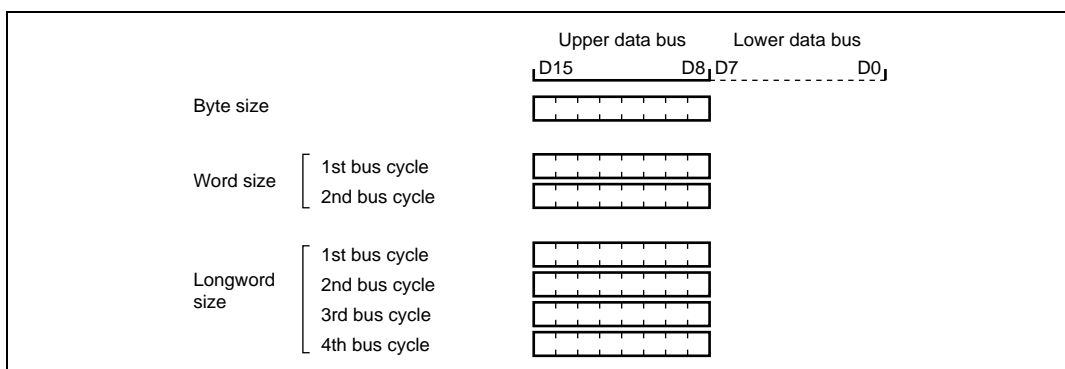 Upper data bus Lower data bus
D15 D8 D7 D0
Byte size
Word size
1st bus cycle
2nd bus cycle
Longword
size
1st bus cycle
2nd bus cycle
3rd bus cycle
4th bus cycle